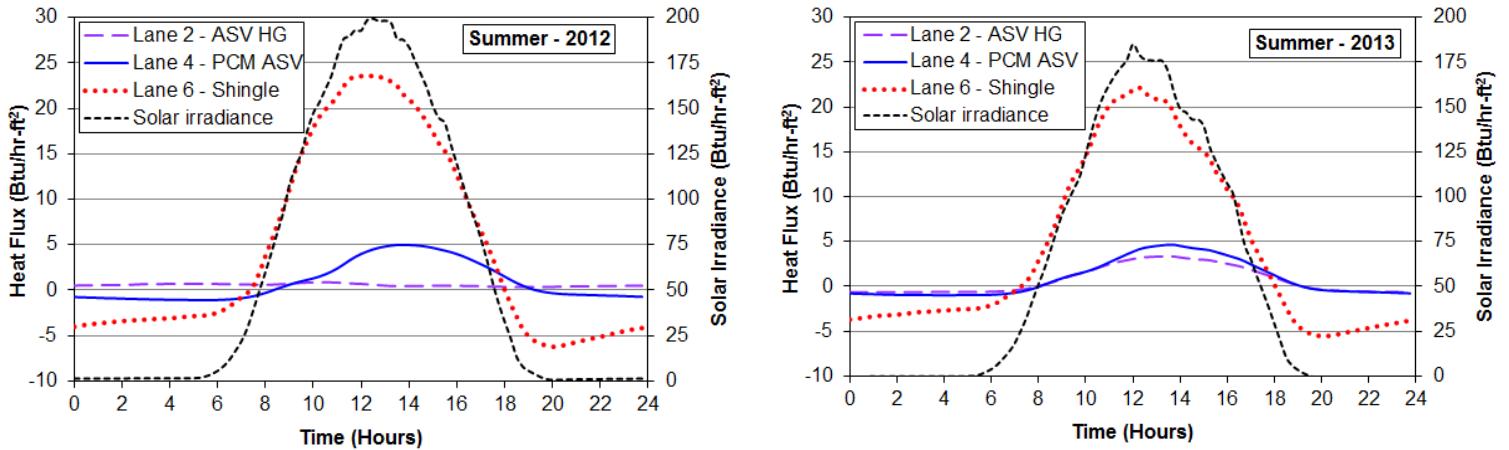 Summer - 2012
Lane 2 - ASV HG
Lane 4 - PCM ASV
Lane 6 - Shingle
Solar irradiance
Heat Flux (Btu/hr-ft²)
30
25
20
15
10
5
0
-5
-10
200
175
150
125
100
75
50
25
0
Solar Irradiance (Btu/hr-ft²)
0 2 4 6 8 10 12 14 16 18 20 22 24
Time (Hours)
Summer - 2013
Lane 2 - ASV HG
Lane 4 - PCM ASV
Lane 6 - Shingle
Solar irradiance
Heat Flux (Btu/hr-ft²)
30
25
20
15
10
5
0
-5
-10
200
175
150
125
100
75
50
25
0
Solar Irradiance (Btu/hr-ft²)
0 2 4 6 8 10 12 14 16 18 20 22 24
Time (Hours)